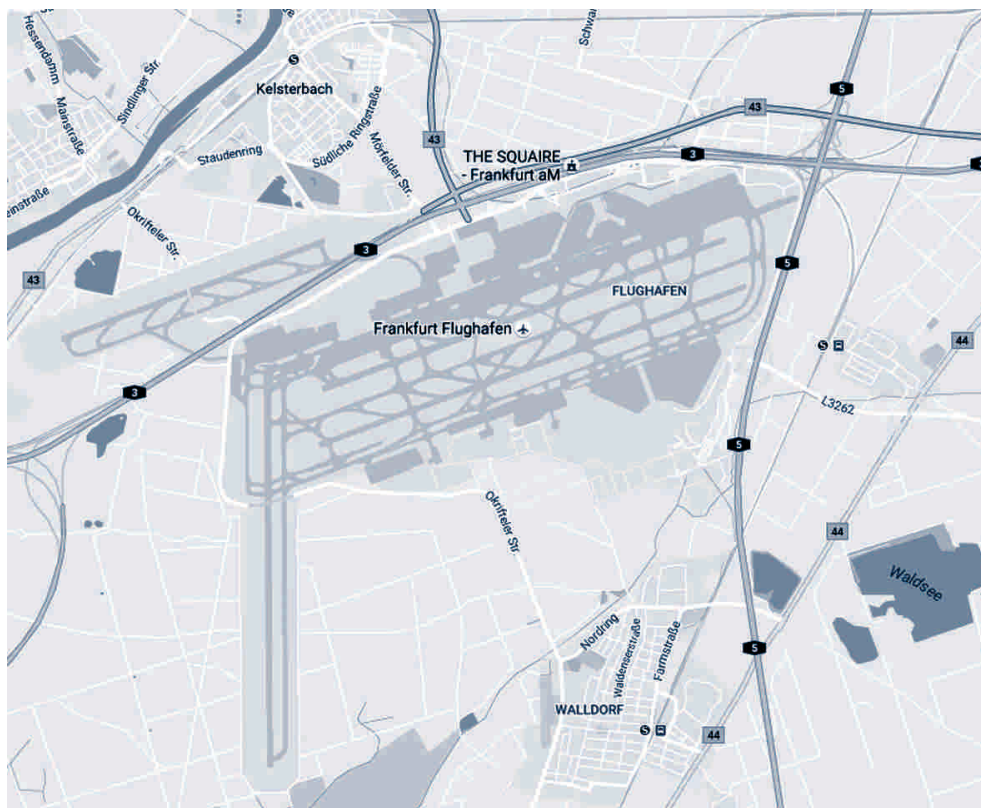 Hessendamm
Mainstraße
Sindlinger Str.
Schwa
5
43
Kelsterbach
S
Südliche Ringstraße
Mörfelder Str.
43
Staudenring
THE SQUAIRE
- Frankfurt aM
3
einstraße
Okrifteler Str.
3
43
5
FLUGHAFEN
Frankfurt Flughafen
44
S
3
L3262
5
Okrifteler Str.
44
Waldsee
Nordring
Waldenserstraße
Farmstraße
5
WALLDORF
S
44